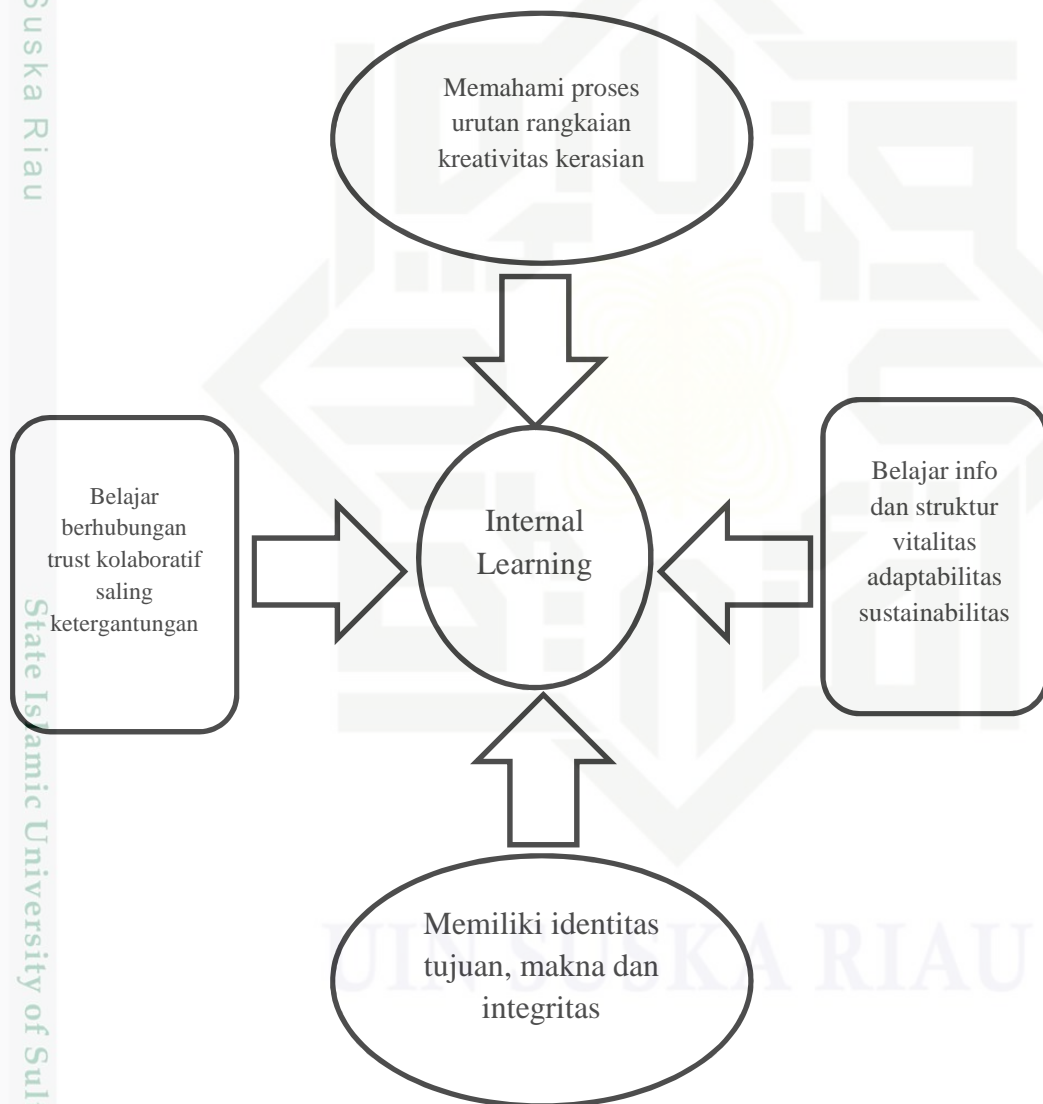 Suska Riau
State Islamic University of Sul
Memahami proses
urutan rangkaian
kreativitas kerasian
Belajar
berhubungan
trust kolaboratif
saling
ketergantungan
Internal
Learning
Belajar info
dan struktur
vitalitas
adaptabilitas
sustainabilitas
Memiliki identitas
tujuan, makna dan
integritas
UIN SUSKA RIAU